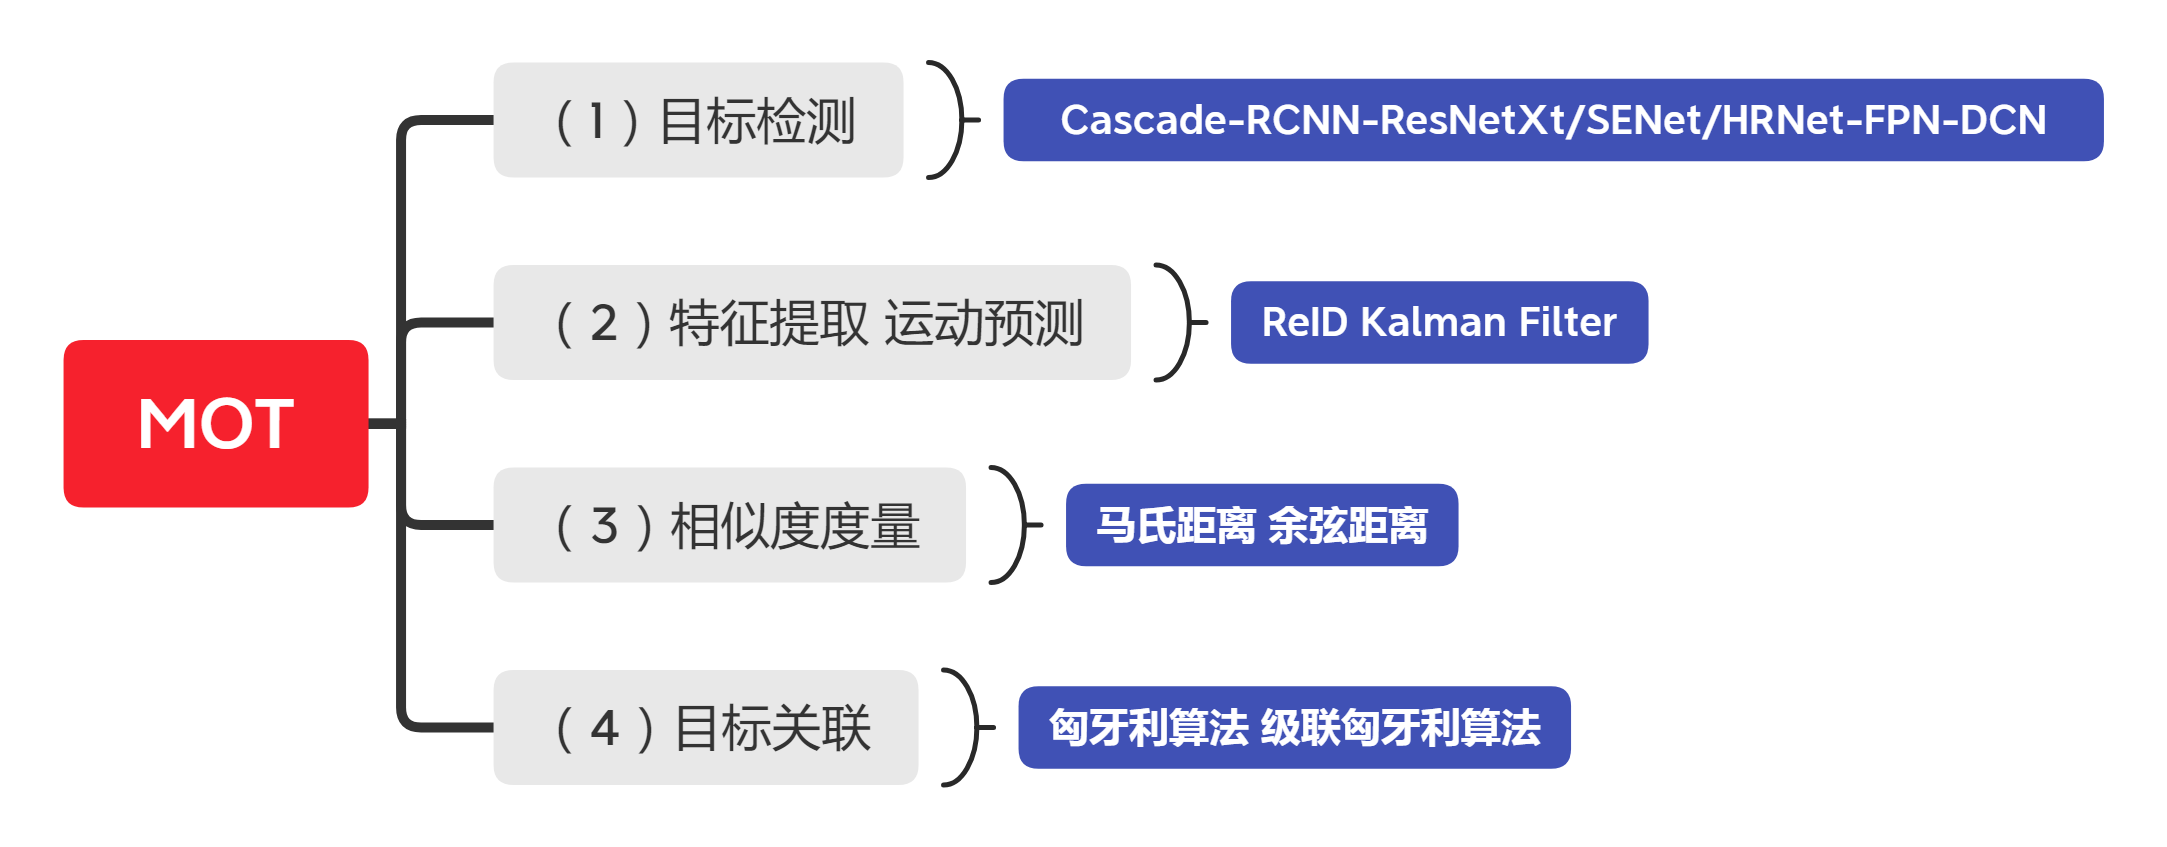 (1)目标检测
Cascade-RCNN-ResNetXt/SENet/HRNet-FPN-DCN
(2)特征提取 运动预测
ReID Kalman Filter
MOT
(3)相似度度量
马氏距离 余弦距离
(4)目标关联
匈牙利算法 级联匈牙利算法